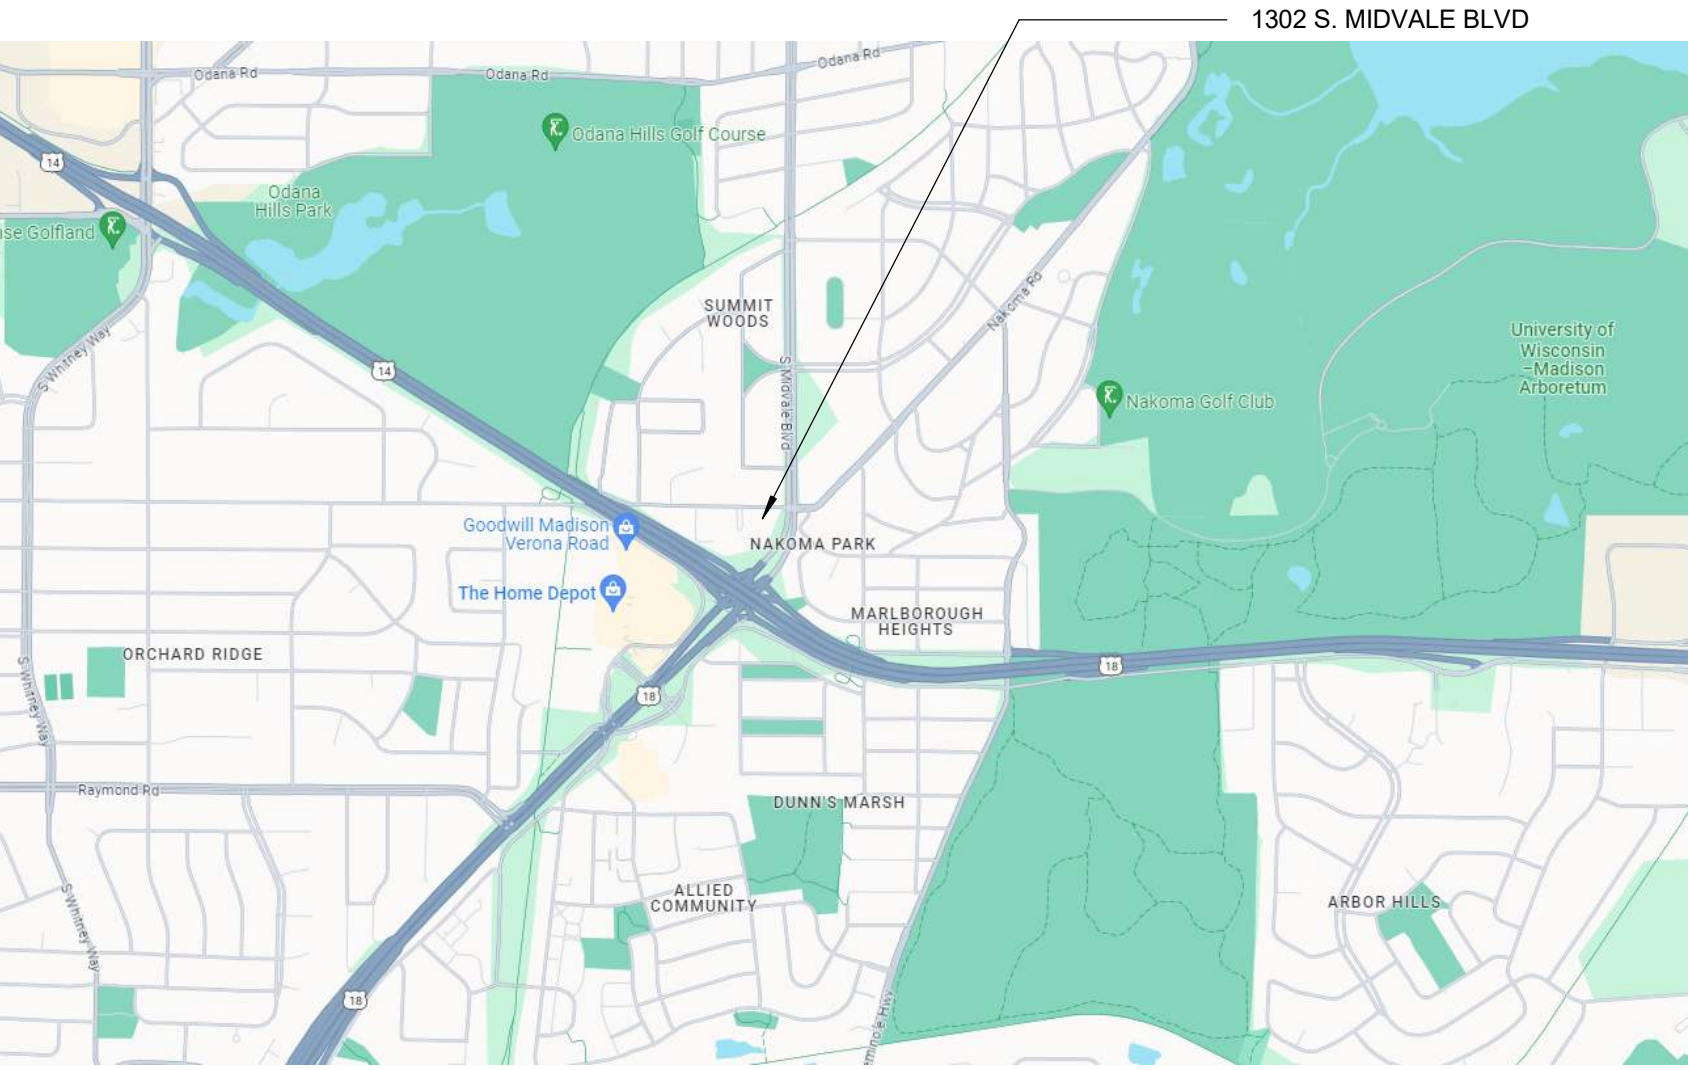 1302 S. MIDVALE BLVD
Odana Rd
Odana Rd
Odana Rd
Odana Hills Golf Course
14
Odana
Hills Park
se Golfland
S Whitney Way
14
SUMMIT
WOODS
S Midvale Blvd
Nakoma Rd
Nakoma Golf Club
University of
Wisconsin
–Madison
Arboretum
Goodwill Madison
Verona Road
The Home Depot
NAKOMA PARK
MARLBOROUGH
HEIGHTS
ORCHARD RIDGE
S Whitney Way
18
18
Raymond Rd
DUNN'S MARSH
ALLIED
COMMUNITY
ARBOR HILLS
S Whitney Way
18
minole Hwy